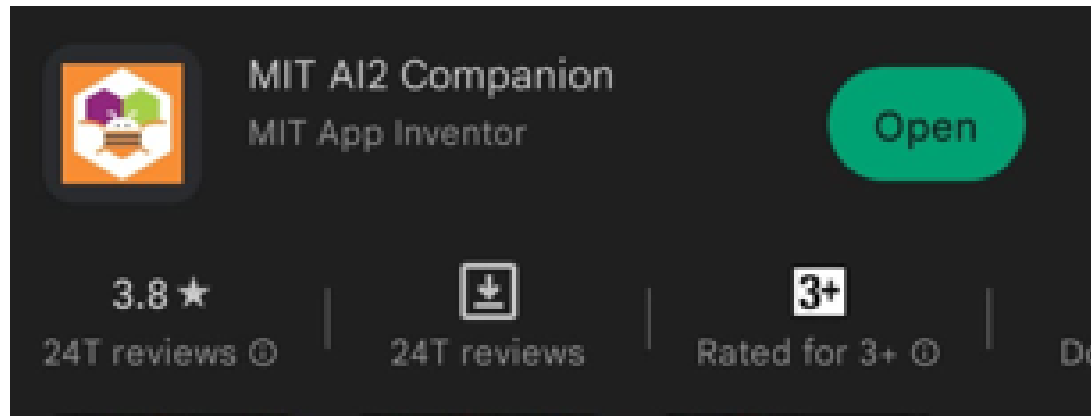 MIT AI2 Companion
MIT App Inventor
Open
3.8★
24T reviews
24T reviews
3+
Rated for 3+